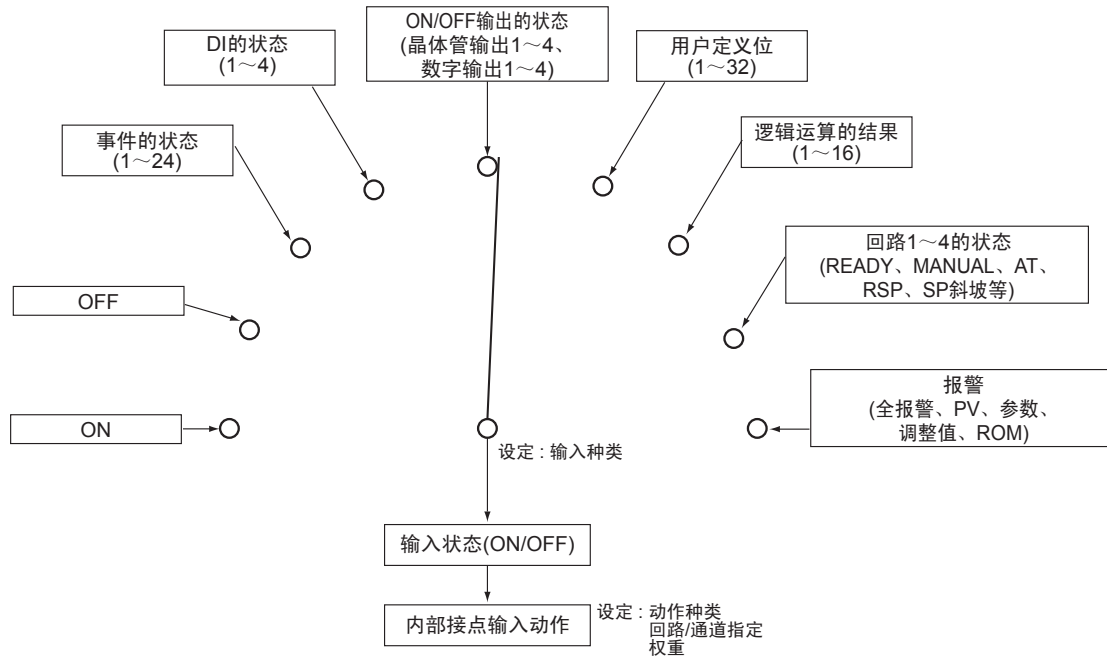 ON/OFF输出的状态
(晶体管输出1～4、
数字输出1～4)
DI的状态
(1～4)
用户定义位
(1～32)
事件的状态
(1～24)
逻辑运算的结果
(1～16)
回路1～4的状态
(READY、MANUAL、AT、
RSP、SP斜坡等)
OFF
报警
(全报警、PV、参数、
调整值、ROM)
ON
设定 : 输入种类
输入状态(ON/OFF)
内部接点输入动作
设定 : 动作种类
回路/通道指定
权重